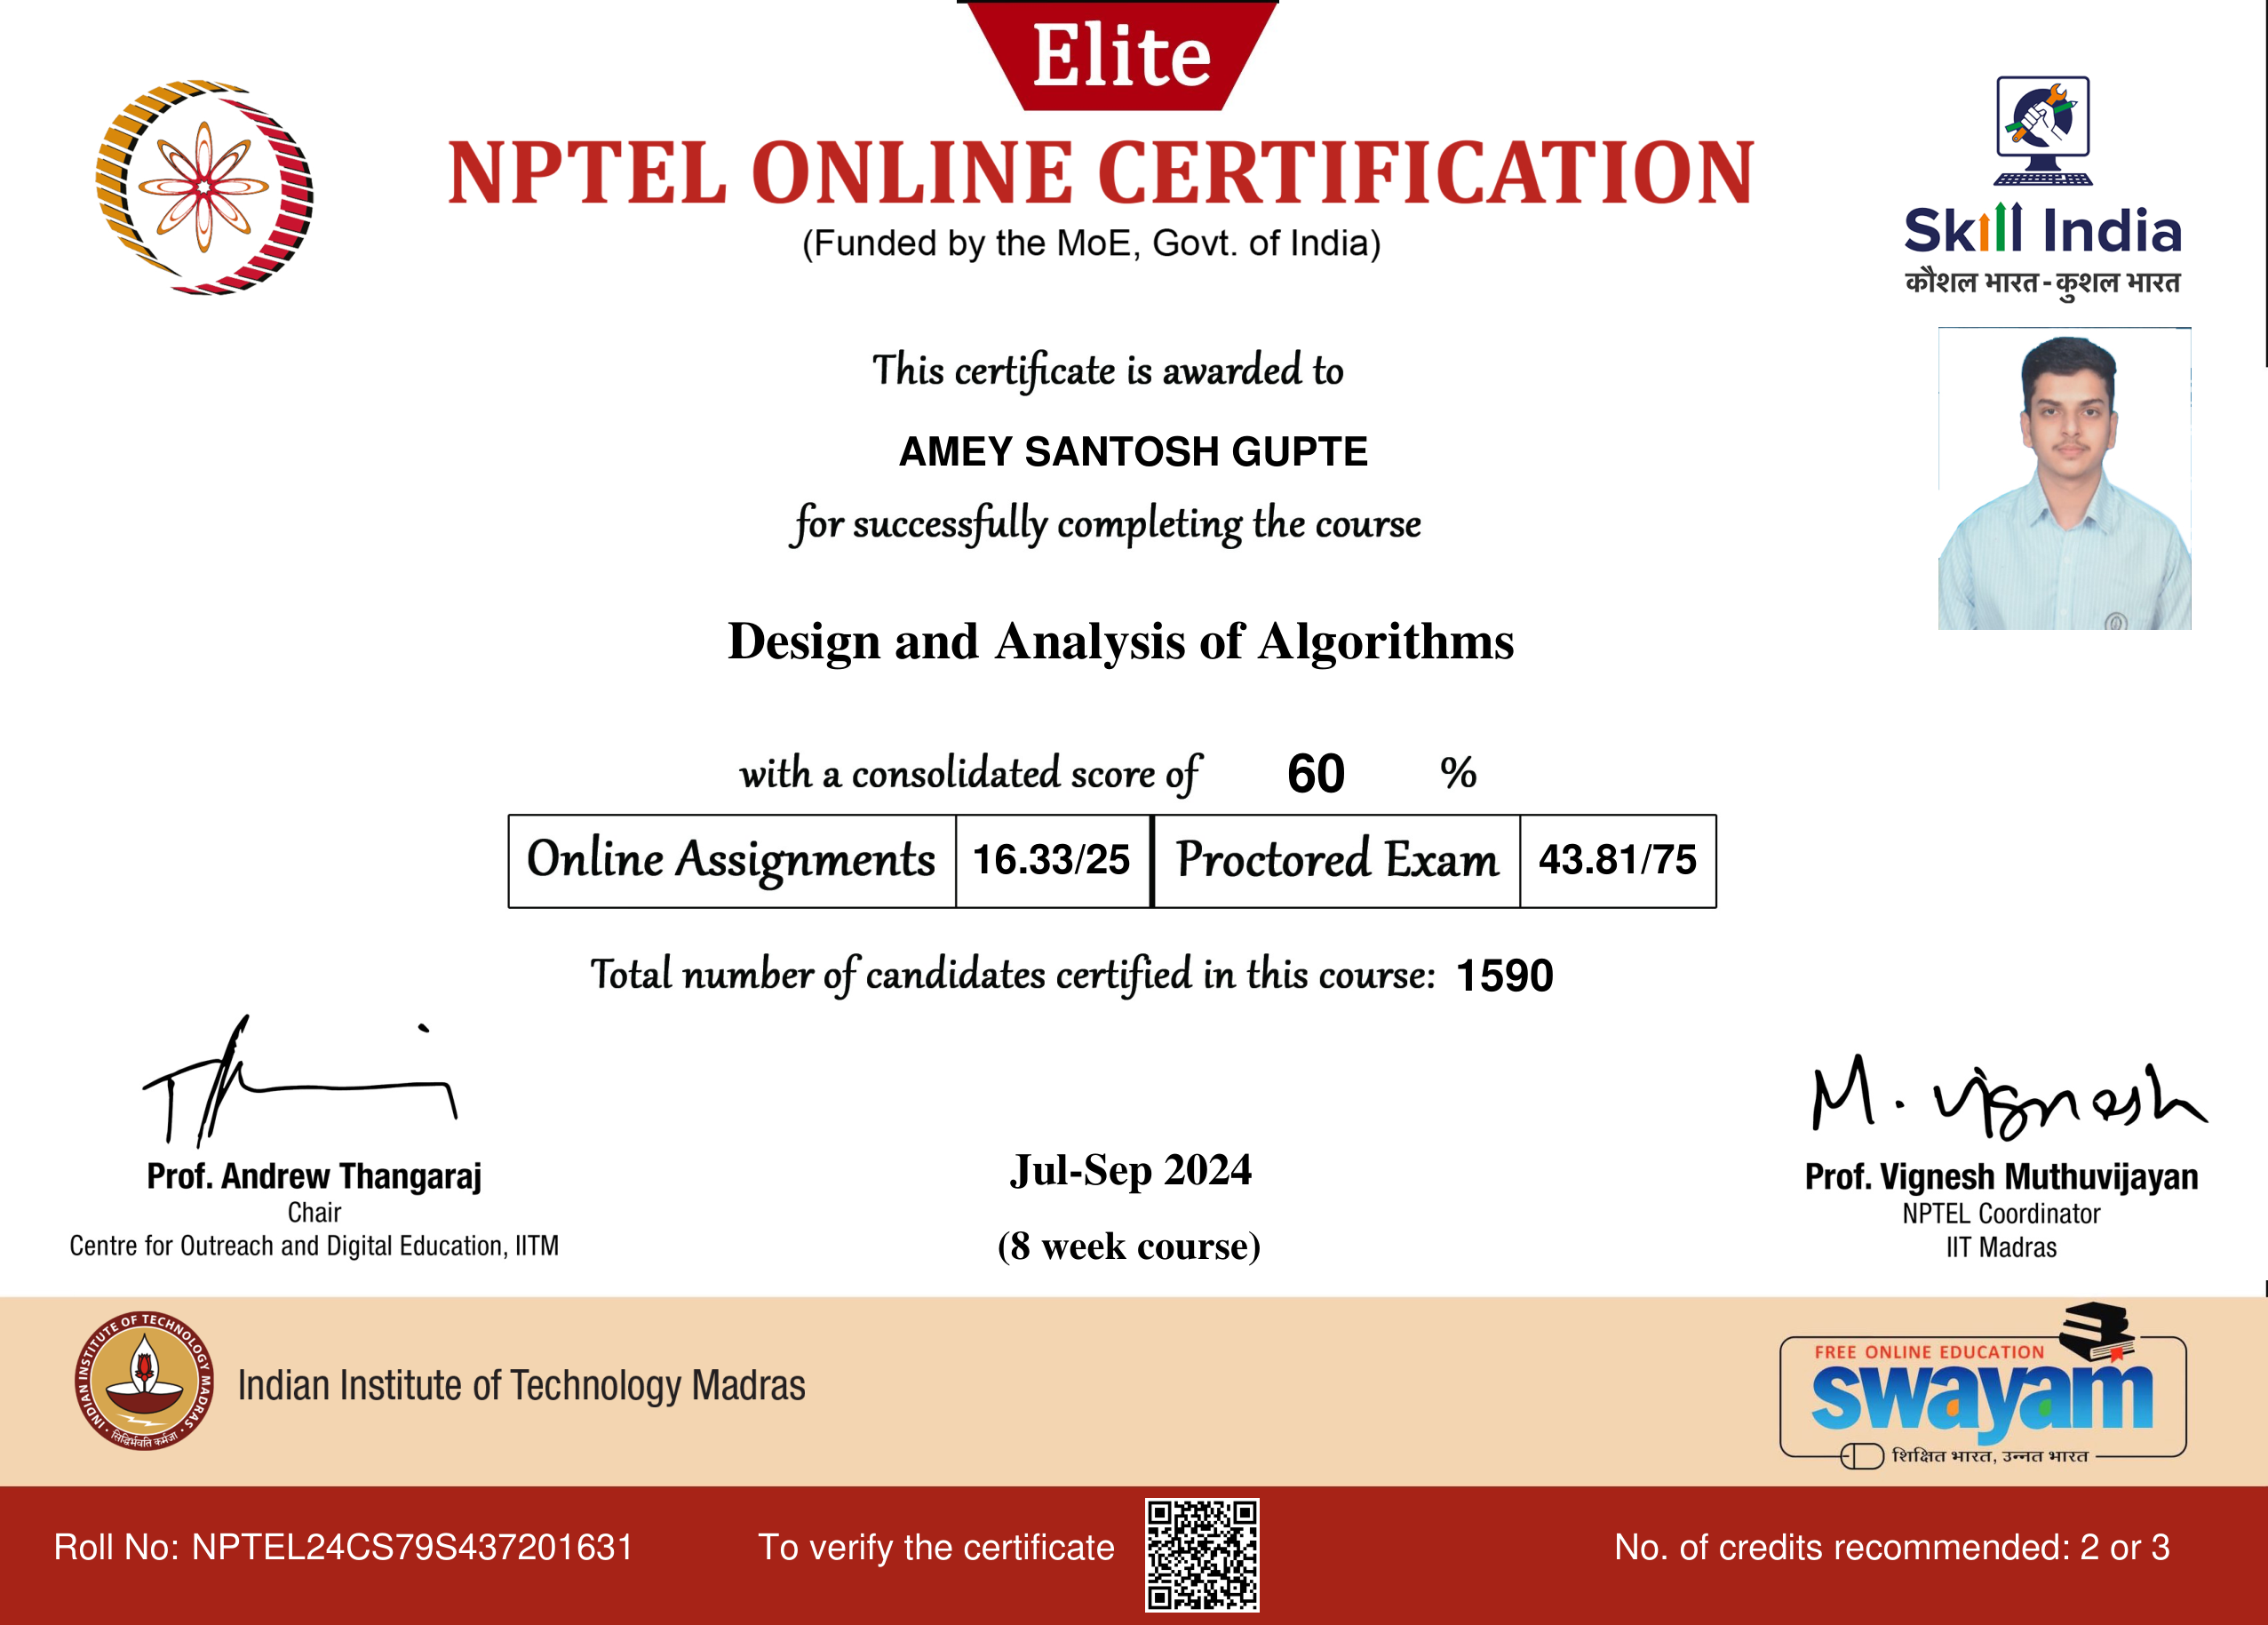 Elite
NPTEL ONLINE CERTIFICATION
(Funded by the MoE, Govt. of India)
Skill India
कौशल भारत - कुशल भारत
This certificate is awarded to
AMEY SANTOSH GUPTE
for successfully completing the course
Design and Analysis of Algorithms
with a consolidated score of 60 %
Online Assignments 16.33/25 Proctored Exam 43.81/75
Total number of candidates certified in this course: 1590
M. Vignesh
Prof. Andrew Thangaraj
Chair
Centre for Outreach and Digital Education, IITM
Jul-Sep 2024
(8 week course)
Prof. Vignesh Muthuvijayan
NPTEL Coordinator
IIT Madras
INDIAN INSTITUTE OF TECHNOLOGY MADRAS
सिद्धिर्भवति कर्मजा
Indian Institute of Technology Madras
FREE ONLINE EDUCATION
swayam
शिक्षित भारत, उन्नत भारत
Roll No: NPTEL24CS79S437201631
To verify the certificate
No. of credits recommended: 2 or 3